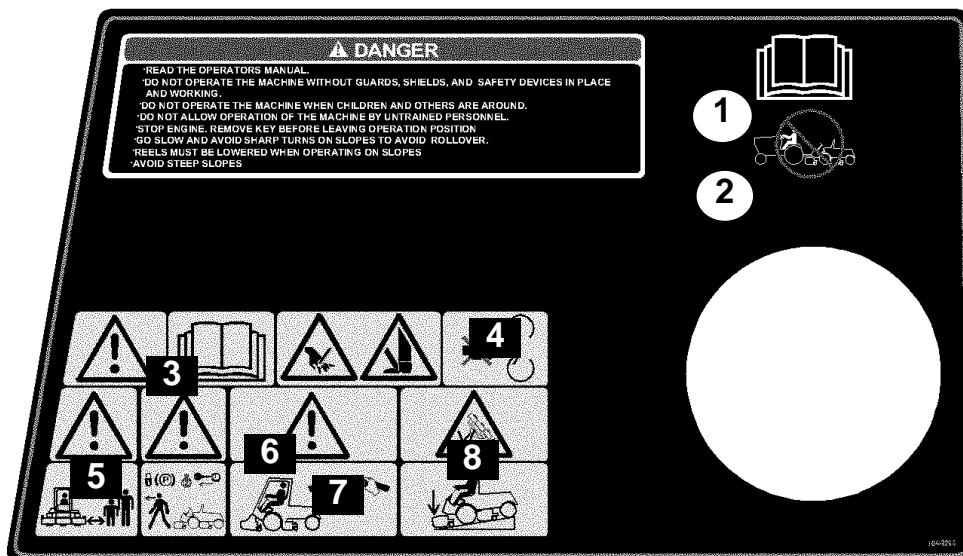 DANGER
·READ THE OPERATORS MANUAL.
·DO NOT OPERATE THE MACHINE WITHOUT GUARDS, SHIELDS, AND SAFETY DEVICES IN PLACE
AND WORKING.
·DO NOT OPERATE THE MACHINE WHEN CHILDREN AND OTHERS ARE AROUND.
·DO NOT ALLOW OPERATION OF THE MACHINE BY UNTRAINED PERSONNEL.
·STOP ENGINE. REMOVE KEY BEFORE LEAVING OPERATION POSITION
·GO SLOW AND AVOID SHARP TURNS ON SLOPES TO AVOID ROLLOVER.
·REELS MUST BE LOWERED WHEN OPERATING ON SLOPES
·AVOID STEEP SLOPES
1
2
3
4
5
6
7
8
(P)